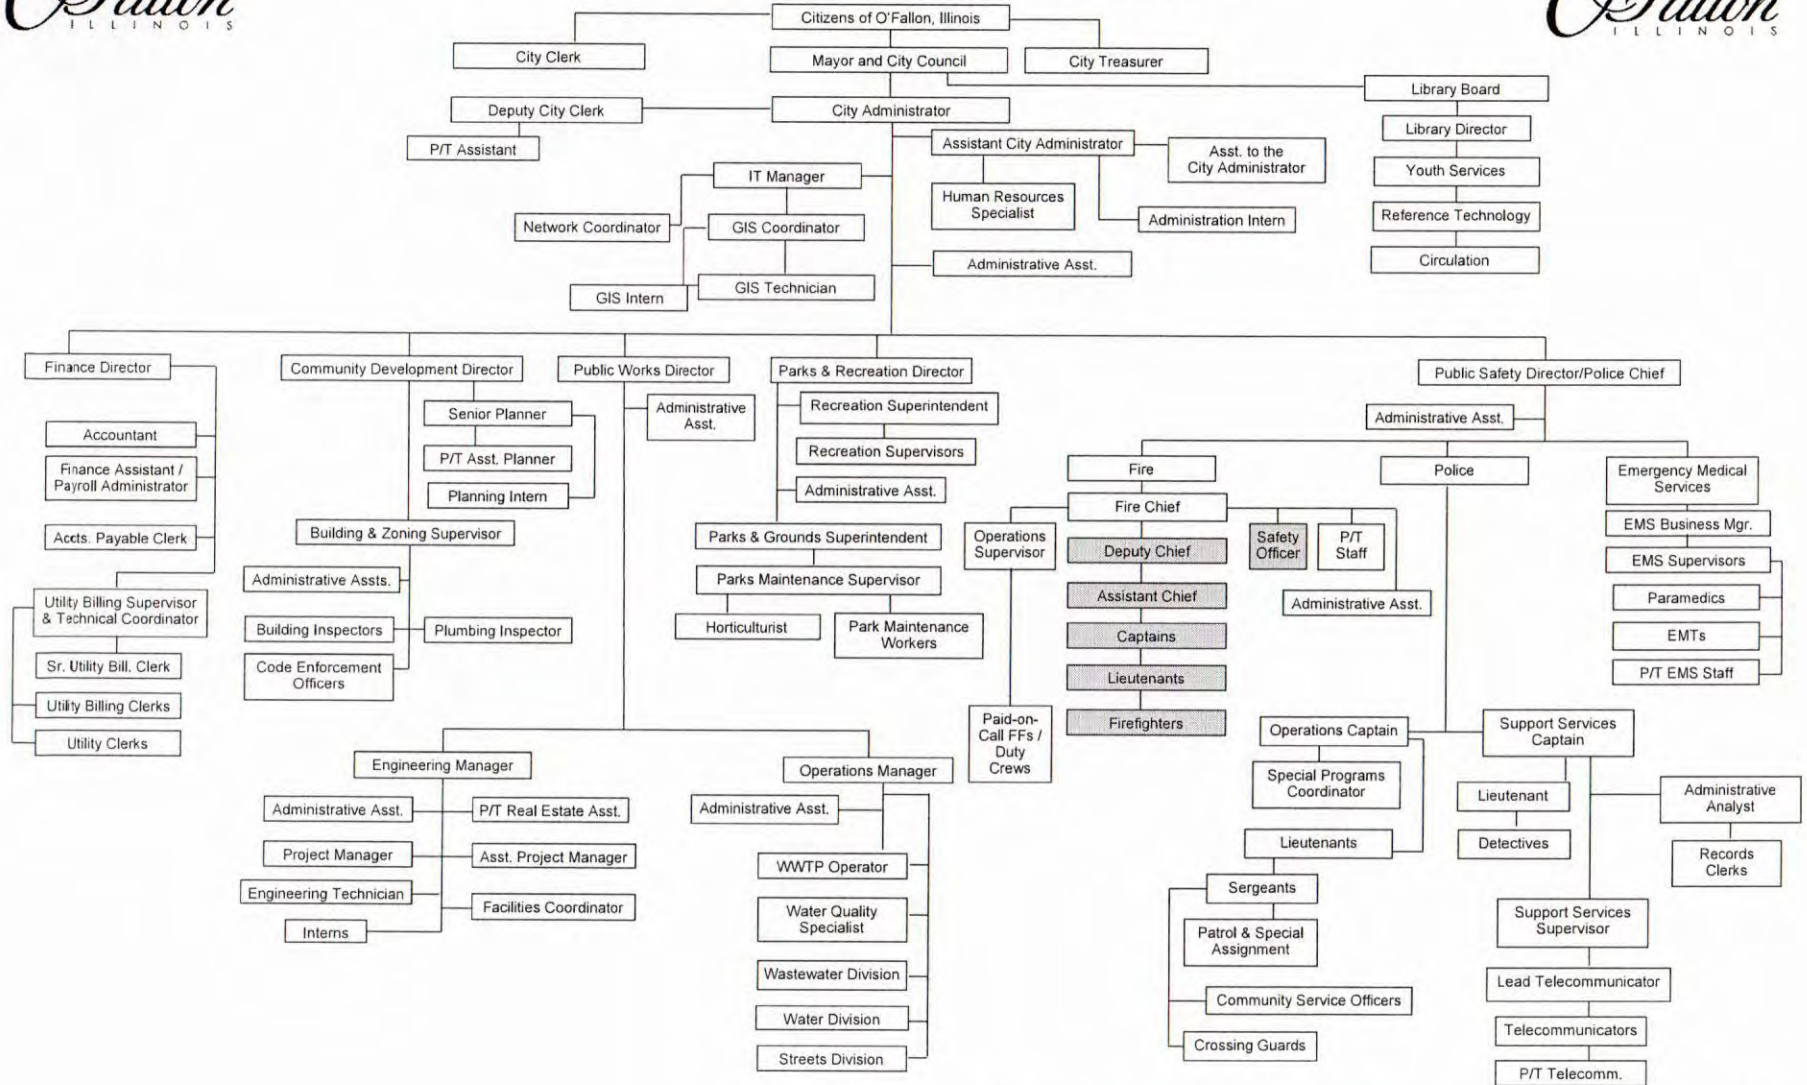 O'Fallon
ILLINOIS
O'Fallon
ILLINOIS
Citizens of O'Fallon, Illinois
City Clerk
Mayor and City Council
City Treasurer
Library Board
Deputy City Clerk
City Administrator
Library Director
P/T Assistant
Assistant City Administrator
Asst. to the
City Administrator
Youth Services
IT Manager
Human Resources
Specialist
Administration Intern
Reference Technology
Network Coordinator
GIS Coordinator
Circulation
Administrative Asst.
GIS Intern
GIS Technician
Finance Director
Community Development Director
Public Works Director
Parks & Recreation Director
Public Safety Director/Police Chief
Accountant
Finance Assistant /
Payroll Administrator
Accts. Payable Clerk
Utility Billing Supervisor
& Technical Coordinator
Sr. Utility Bill. Clerk
Utility Billing Clerks
Utility Clerks
Senior Planner
P/T Asst. Planner
Planning Intern
Building & Zoning Supervisor
Administrative Assts.
Building Inspectors
Plumbing Inspector
Code Enforcement
Officers
Administrative
Asst.
Recreation Superintendent
Recreation Supervisors
Administrative Asst.
Parks & Grounds Superintendent
Parks Maintenance Supervisor
Horticulturist
Park Maintenance
Workers
Administrative Asst.
Fire
Police
Emergency Medical
Services
Fire Chief
Operations
Supervisor
Deputy Chief
Safety
Officer
P/T
Staff
Assistant Chief
Administrative Asst.
Captains
Lieutenants
Firefighters
Paid-on-
Call FFs /
Duty
Crews
EMS Business Mgr.
EMS Supervisors
Paramedics
EMTs
P/T EMS Staff
Engineering Manager
Administrative Asst.
P/T Real Estate Asst.
Project Manager
Asst. Project Manager
Engineering Technician
Facilities Coordinator
Interns
Operations Manager
Administrative Asst.
WWTP Operator
Water Quality
Specialist
Wastewater Division
Water Division
Streets Division
Operations Captain
Special Programs
Coordinator
Lieutenants
Sergeants
Patrol & Special
Assignment
Community Service Officers
Crossing Guards
Support Services
Captain
Lieutenant
Detectives
Administrative
Analyst
Records
Clerks
Support Services
Supervisor
Lead Telecommunicator
Telecommunicators
P/T Telecomm.